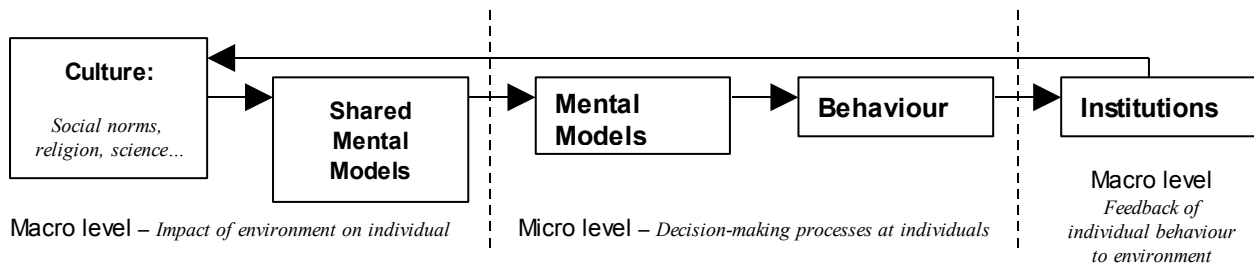 Culture:
Social norms,
religion, science…
Shared
Mental
Models
Mental
Models
Behaviour
Institutions
Macro level – Impact of environment on individual
Micro level – Decision-making processes at individuals
Macro level
Feedback of
individual behaviour
to environment